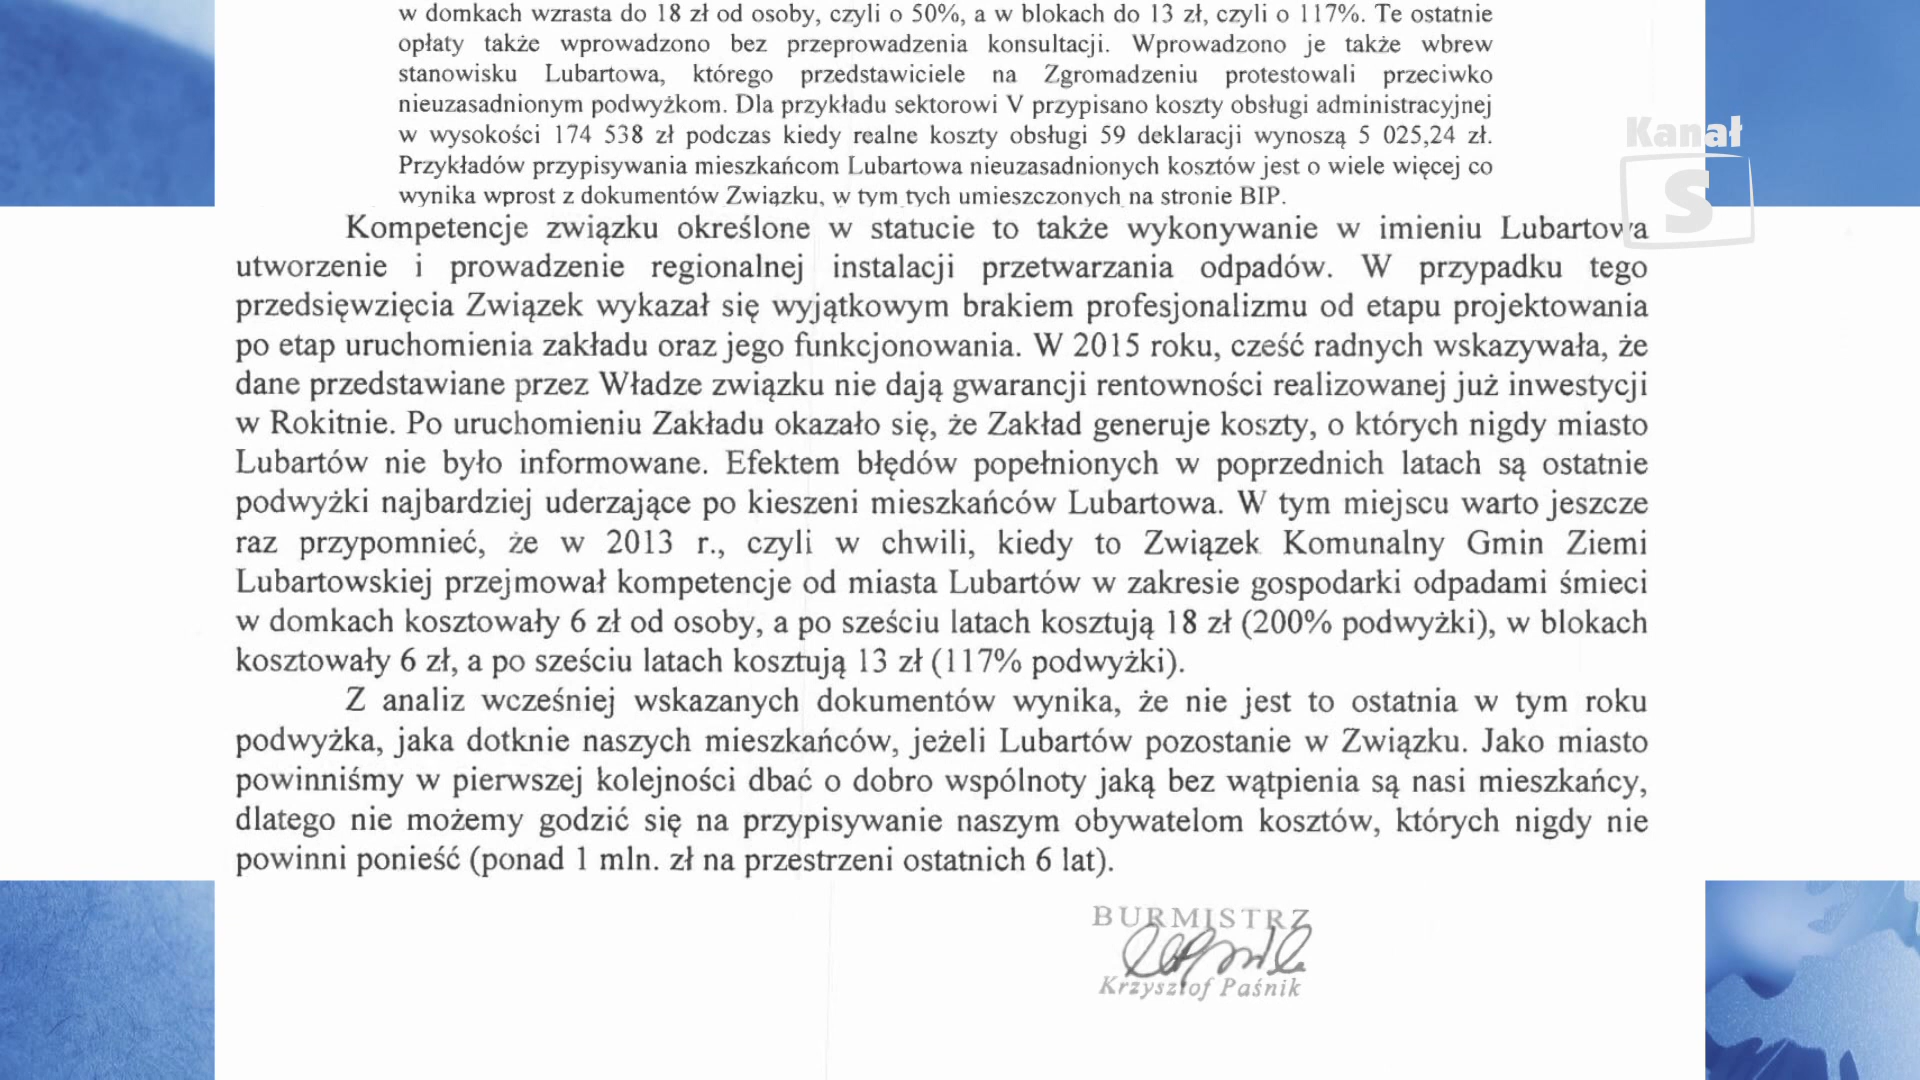 w domkach wzrasta do 18 zł od osoby, czyli o 50%, a w blokach do 13 zł, czyli o 117%. Te ostatnie
opłaty także wprowadzono bez przeprowadzenia konsultacji. Wprowadzono je także wbrew
stanowisku Lubartowa, którego przedstawiciele na Zgromadzeniu protestowali przeciwko
nieuzasadnionym podwyżkom. Dla przykładu sektorowi V przypisano koszty obsługi administracyjnej
w wysokości 174 538 zł podczas kiedy realne koszty obsługi 59 deklaracji wynoszą 5 025,24 zł.
Przykładów przypisywania mieszkańcom Lubartowa nieuzasadnionych kosztów jest o wiele więcej co
wynika wprost z dokumentów Związku, w tym tych umieszczonych na stronie BIP.
Kanał
S
Kompetencje związku określone w statucie to także wykonywanie w imieniu Lubartowa
utworzenie i prowadzenie regionalnej instalacji przetwarzania odpadów. W przypadku tego
przedsięwzięcia Związek wykazał się wyjątkowym brakiem profesjonalizmu od etapu projektowania
po etap uruchomienia zakładu oraz jego funkcjonowania. W 2015 roku, cześć radnych wskazywała, że
dane przedstawiane przez Władze związku nie dają gwarancji rentowności realizowanej już inwestycji
w Rokitnie. Po uruchomieniu Zakładu okazało się, że Zakład generuje koszty, o których nigdy miasto
Lubartów nie było informowane. Efektem błędów popełnionych w poprzednich latach są ostatnie
podwyżki najbardziej uderzające po kieszeni mieszkańców Lubartowa. W tym miejscu warto jeszcze
raz przypomnieć, że w 2013 r., czyli w chwili, kiedy to Związek Komunalny Gmin Ziemi
Lubartowskiej przejmował kompetencje od miasta Lubartów w zakresie gospodarki odpadami śmieci
w domkach kosztowały 6 zł od osoby, a po sześciu latach kosztują 18 zł (200% podwyżki), w blokach
kosztowały 6 zł, a po sześciu latach kosztują 13 zł (117% podwyżki).
Z analiz wcześniej wskazanych dokumentów wynika, że nie jest to ostatnia w tym roku
podwyżka, jaka dotknie naszych mieszkańców, jeżeli Lubartów pozostanie w Związku. Jako miasto
powinniśmy w pierwszej kolejności dbać o dobro wspólnoty jaką bez wątpienia są nasi mieszkańcy,
dlatego nie możemy godzić się na przypisywanie naszym obywatelom kosztów, których nigdy nie
powinni ponieść (ponad 1 mln. zł na przestrzeni ostatnich 6 lat).
BURMISTRZ
Krzysztof Paśnik